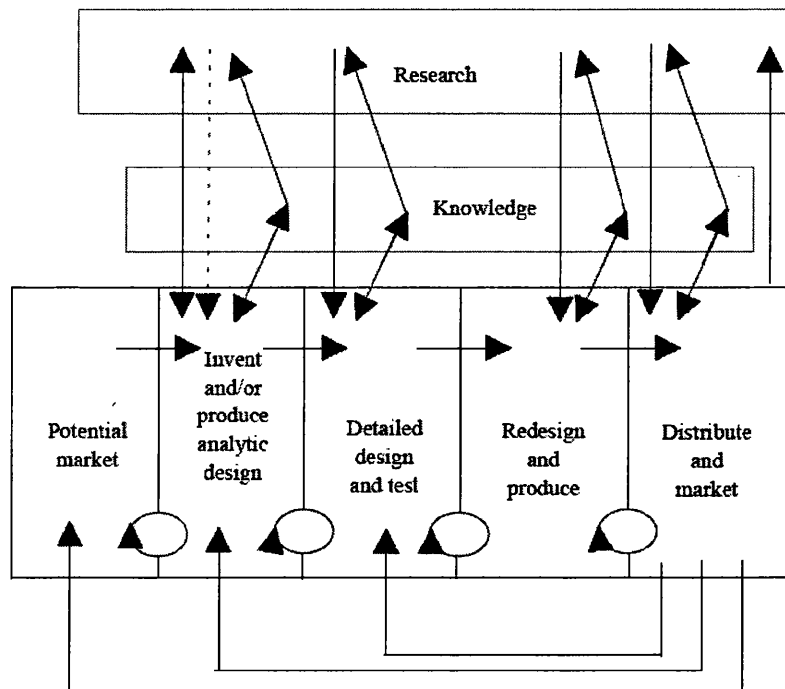 Research
Knowledge
Potential
market
Invent
and/or
produce
analytic
design
Detailed
design
and test
Redesign
and
produce
Distribute
and
market